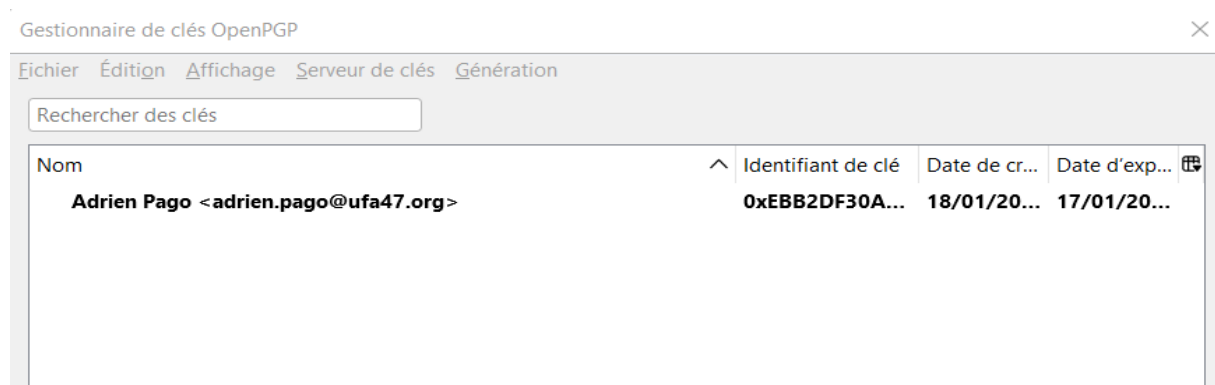 Gestionnaire de clés OpenPGP
Fichier Édition Affichage Serveur de clés Génération
Rechercher des clés
Nom Identifiant de clé Date de cr... Date d'exp...
Adrien Pago <adrien.pago@ufa47.org> 0xEBB2DF30A... 18/01/20... 17/01/20...